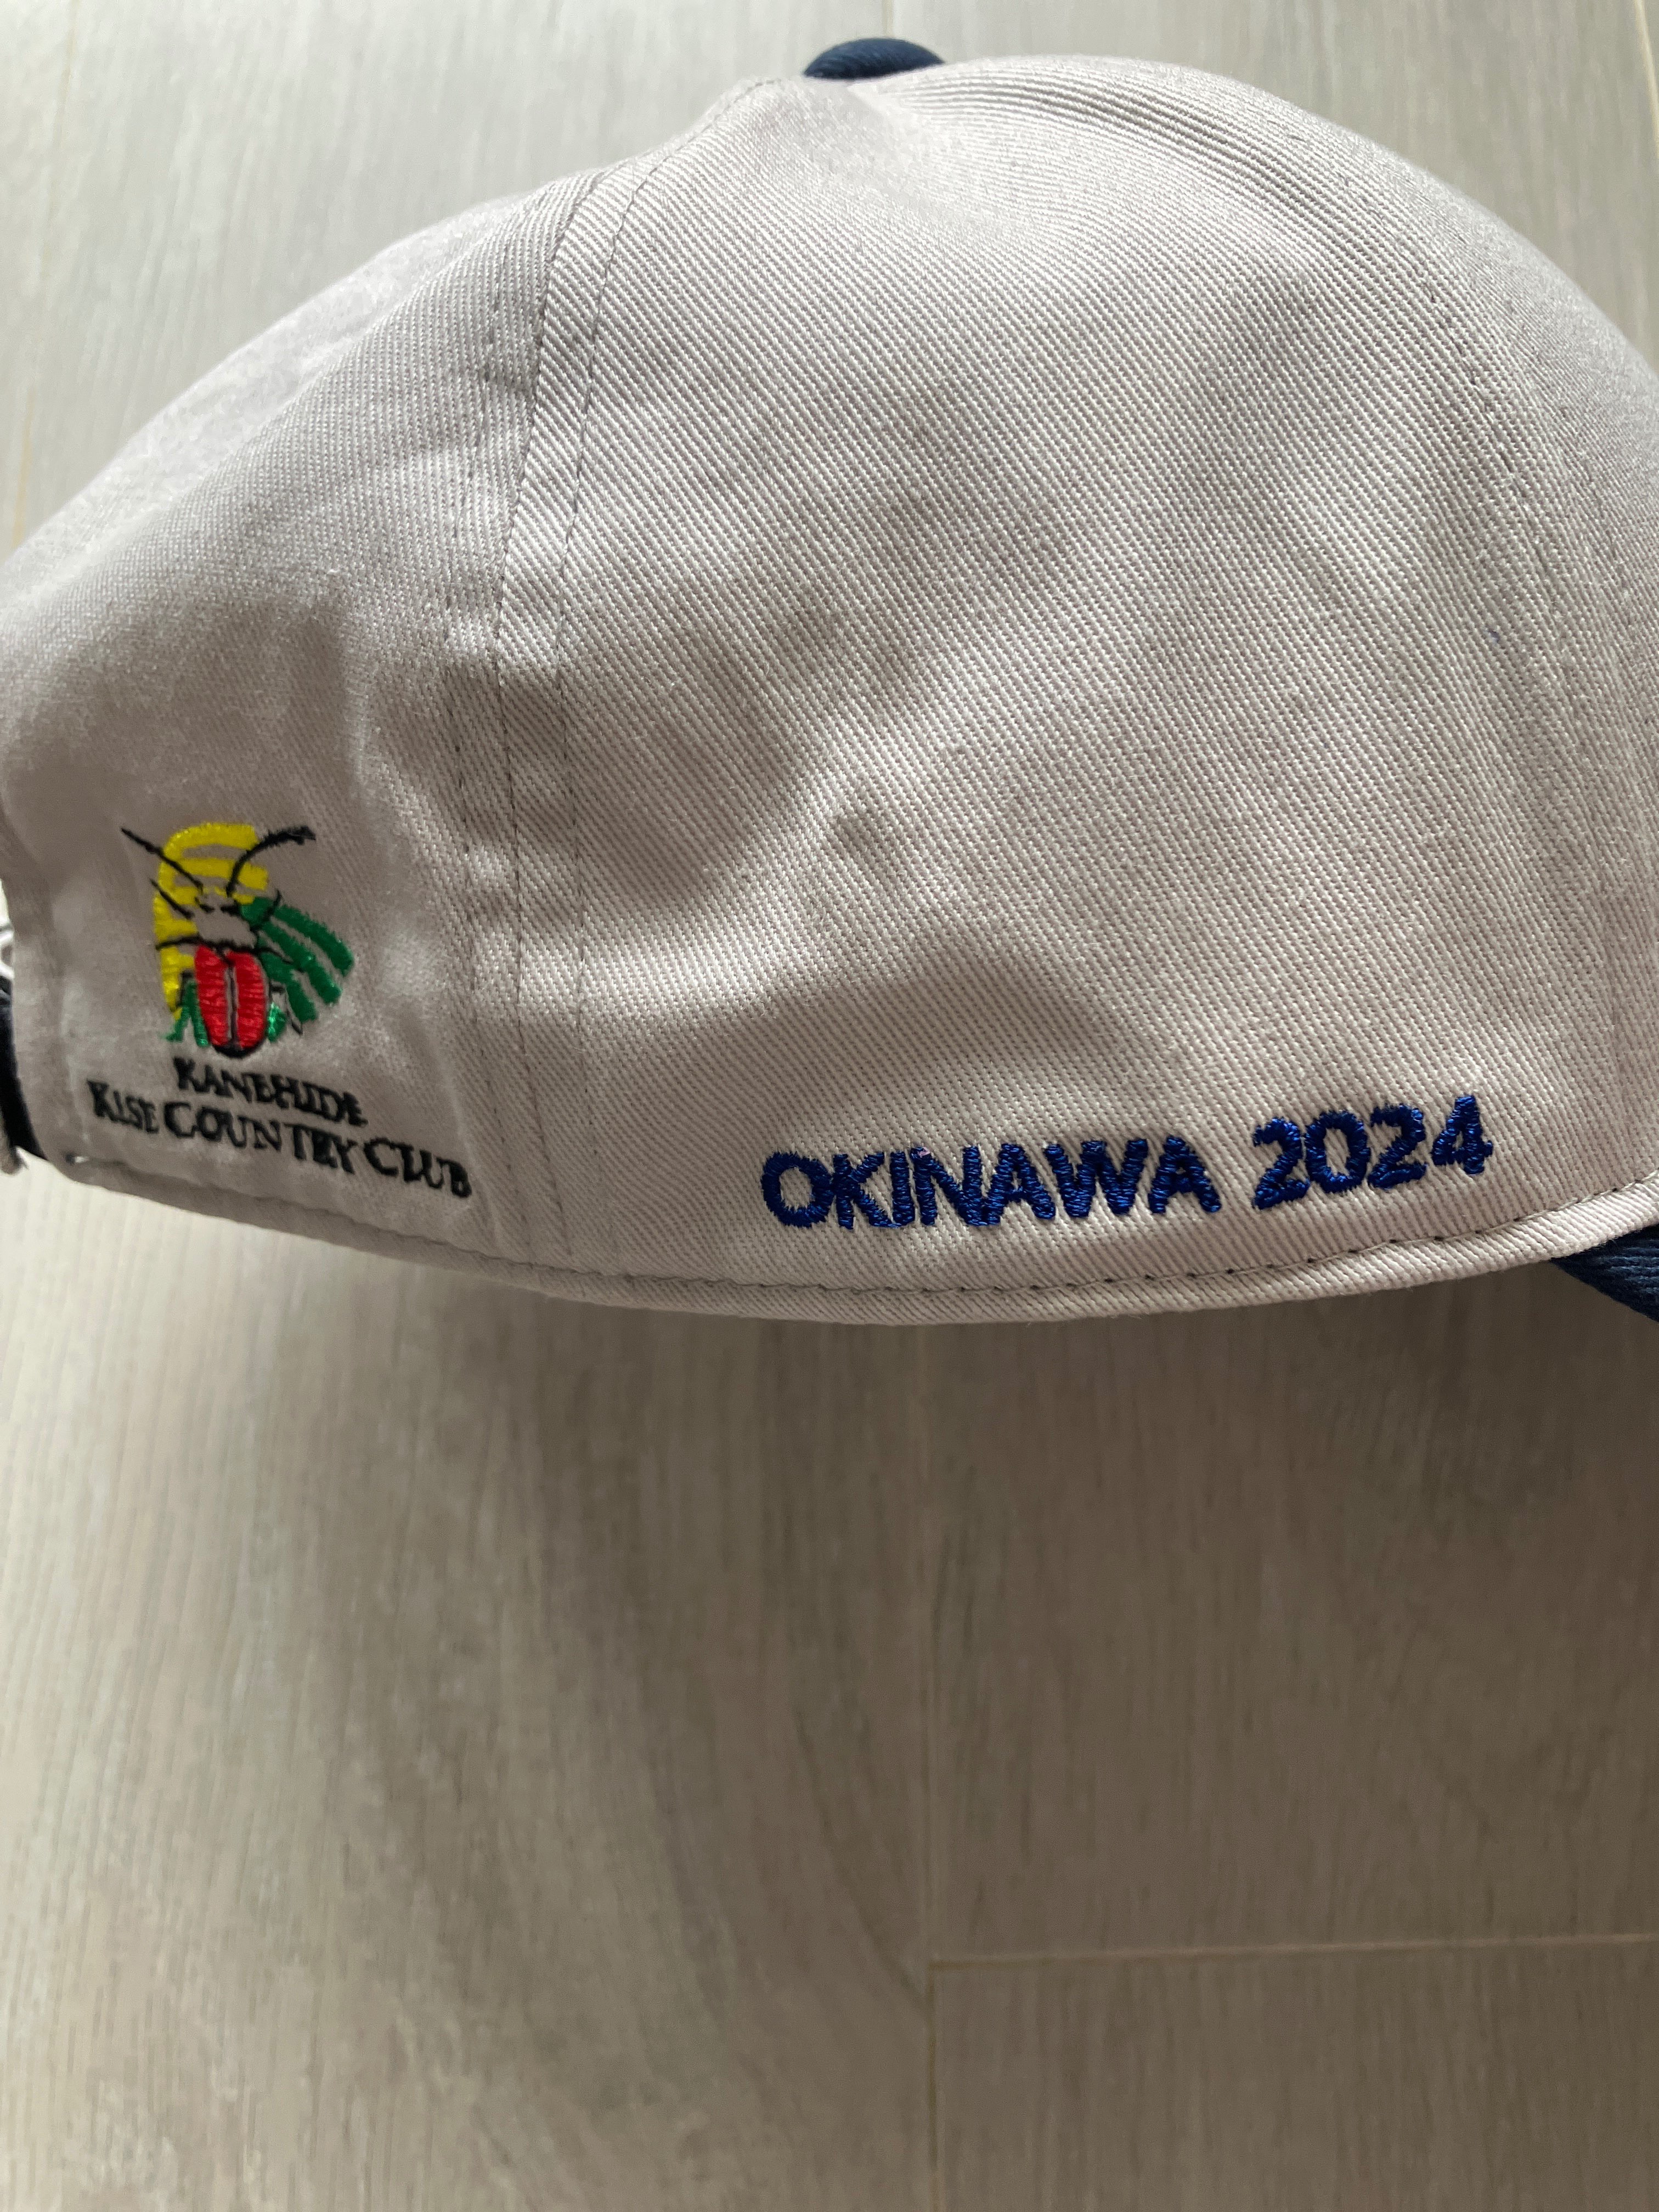 KANEHIDE
KISE COUNTRY CLUB
OKINAWA 2024